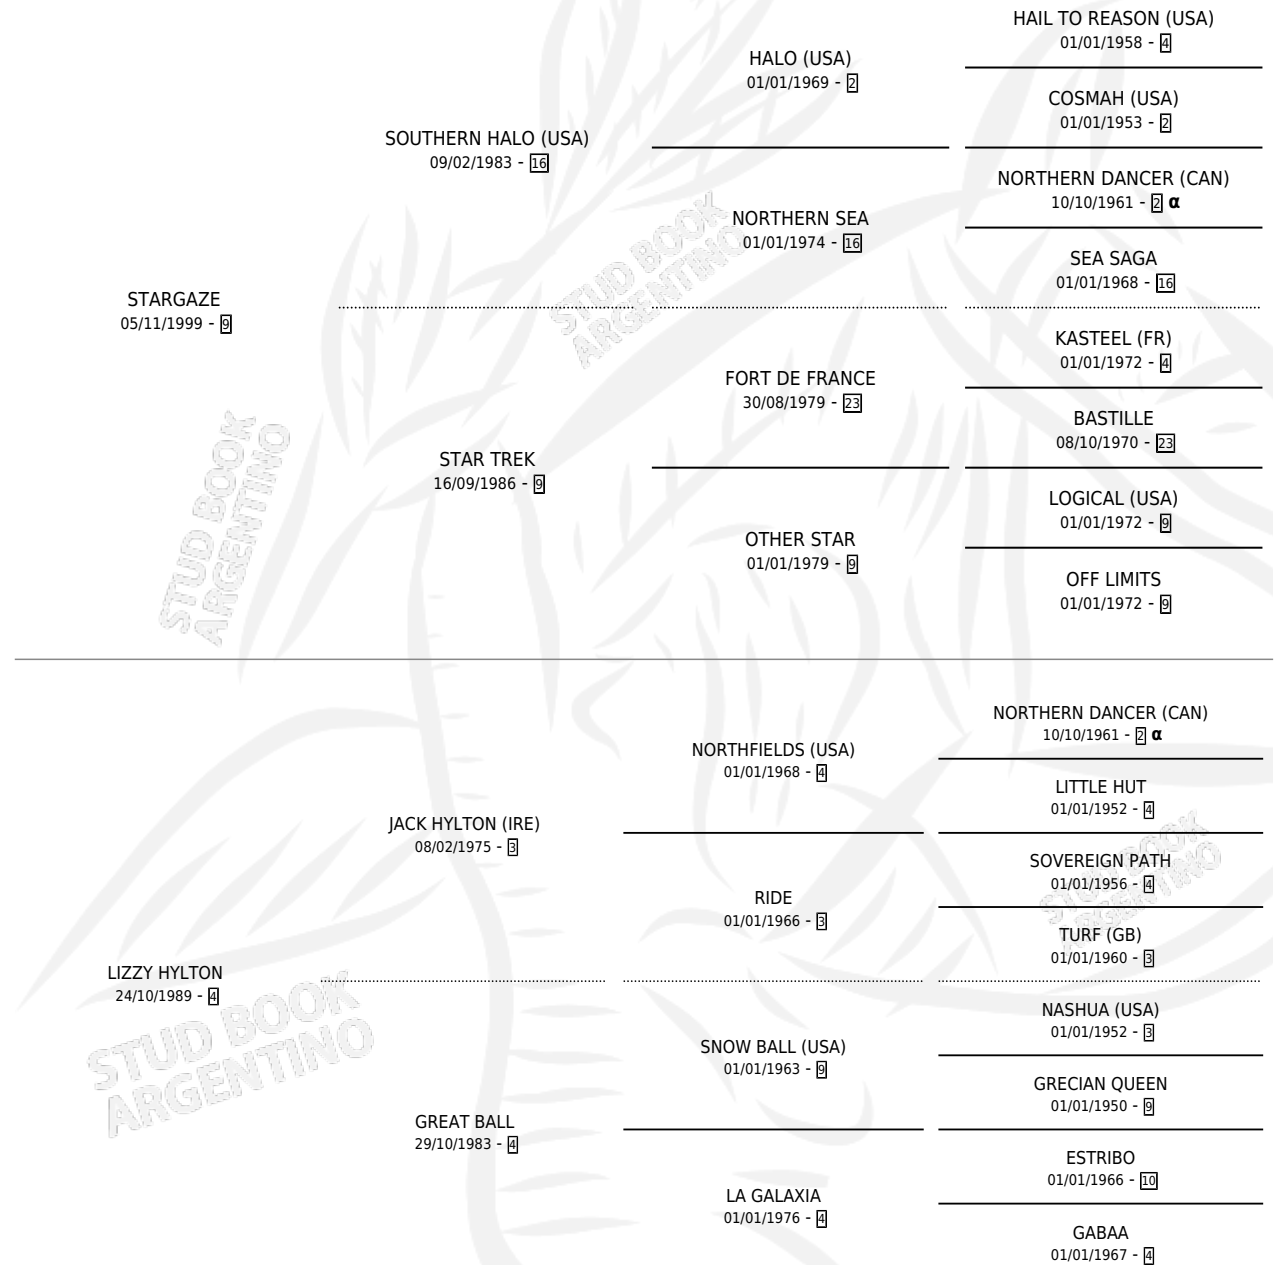 HAIL TO REASON (USA)
01/01/1958 - 4
HALO (USA)
01/01/1969 - 2
COSMAH (USA)
01/01/1953 - 2
SOUTHERN HALO (USA)
09/02/1983 - 16
NORTHERN DANCER (CAN)
10/10/1961 - 2 α
NORTHERN SEA
01/01/1974 - 16
SEA SAGA
01/01/1968 - 16
STUD BOOK
ARGENTINO
STARGAZE
05/11/1999 - 9
KASTEEL (FR)
01/01/1972 - 4
FORT DE FRANCE
30/08/1979 - 23
BASTILLE
08/10/1970 - 23
STAR TREK
16/09/1986 - 9
LOGICAL (USA)
01/01/1972 - 9
OTHER STAR
01/01/1979 - 9
OFF LIMITS
01/01/1972 - 9
STUD BOOK
ARGENTINO
NORTHERN DANCER (CAN)
10/10/1961 - 2 α
NORTHFIELDS (USA)
01/01/1968 - 4
LITTLE HUT
01/01/1952 - 4
JACK HYLTON (IRE)
08/02/1975 - 3
SOVEREIGN PATH
01/01/1956 - 4
RIDE
01/01/1966 - 3
TURF (GB)
01/01/1960 - 3
STUD BOOK
ARGENTINO
LIZZY HYLTON
24/10/1989 - 4
NASHUA (USA)
01/01/1952 - 3
SNOW BALL (USA)
01/01/1963 - 9
GRECIAN QUEEN
01/01/1950 - 9
GREAT BALL
29/10/1983 - 4
ESTRIBO
01/01/1966 - 10
LA GALAXIA
01/01/1976 - 4
GABAA
01/01/1967 - 4
STUD BOOK
ARGENTINO